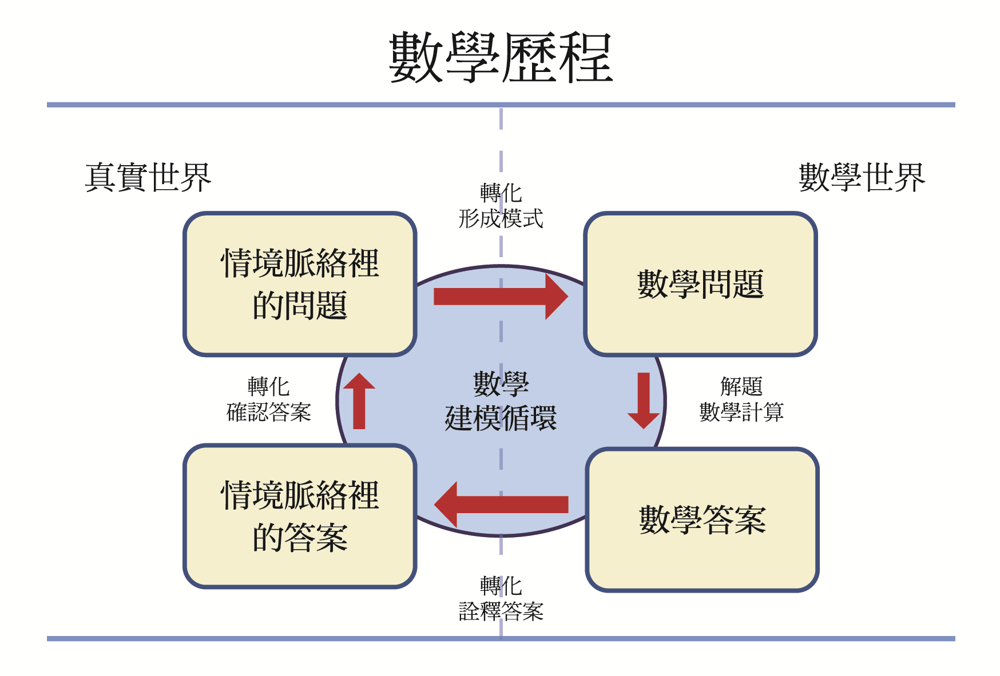 數學歷程
真實世界
數學世界
轉化
形成模式
情境脈絡裡
的問題
數學問題
轉化
確認答案
數學
建模循環
解題
數學計算
情境脈絡裡
的答案
數學答案
轉化
詮釋答案